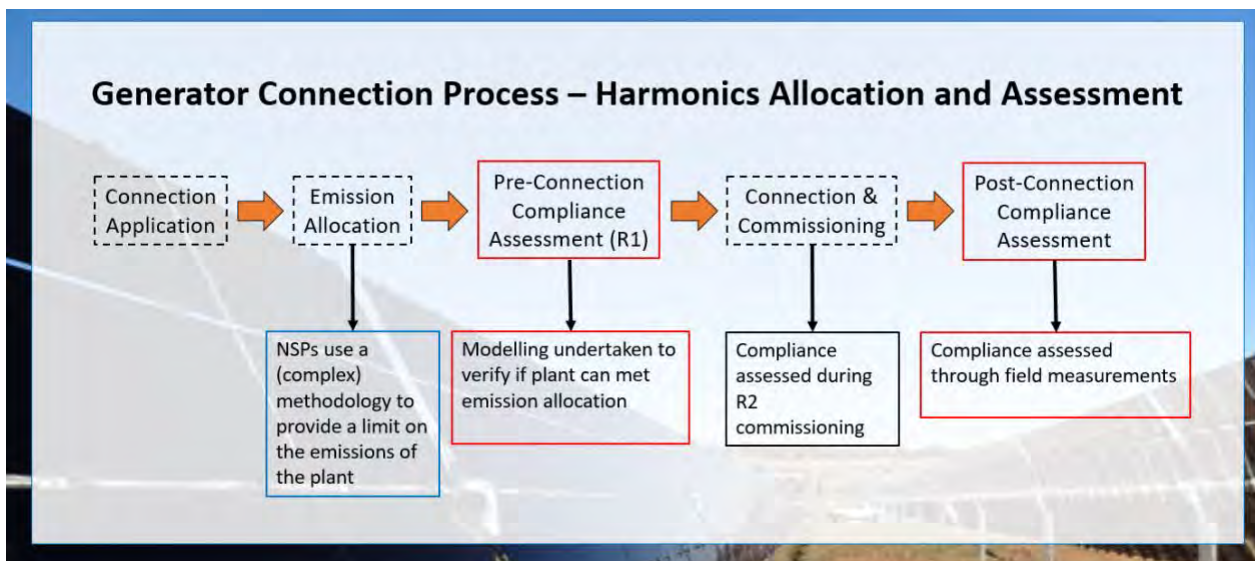 Generator Connection Process – Harmonics Allocation and Assessment
Connection
Application
Emission
Allocation
Pre-Connection
Compliance
Assessment (R1)
Connection &
Commissioning
Post-Connection
Compliance
Assessment
NSPs use a
(complex)
methodology to
provide a limit on
the emissions of
the plant
Modelling undertaken to
verify if plant can met
emission allocation
Compliance
assessed during
R2
commissioning
Compliance assessed
through field measurements